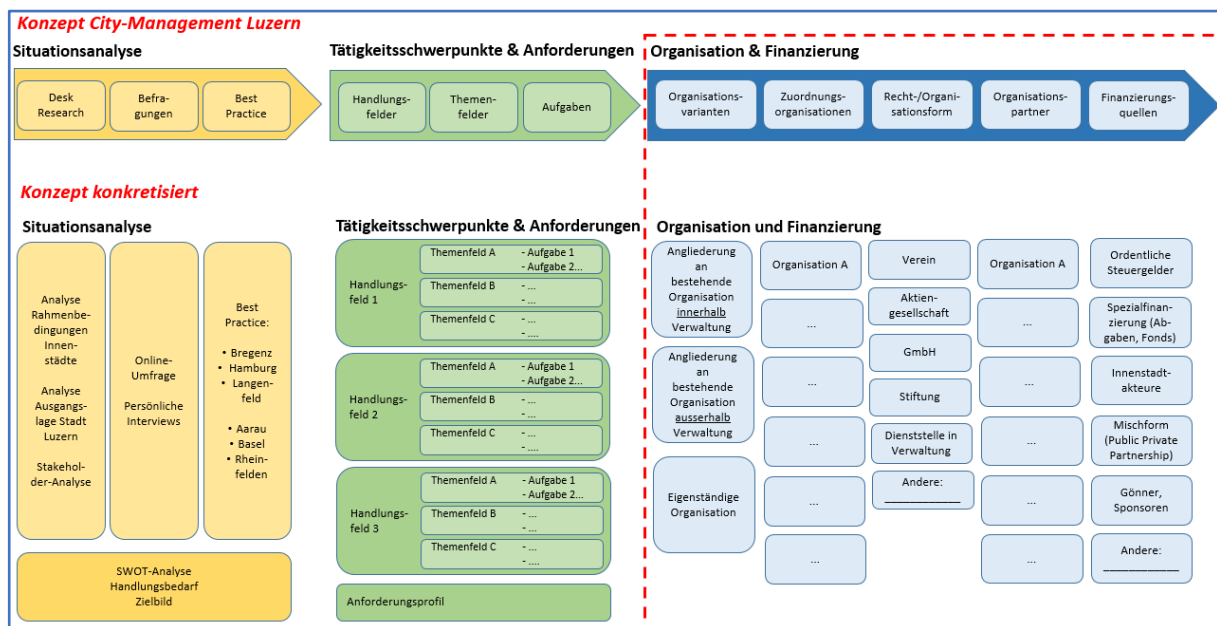 Konzept City-Management Luzern
Situationsanalyse
Desk
Research
Befra-
gungen
Best
Practice
Tätigkeitsschwerpunkte & Anforderungen
Handlungs-
felder
Themen-
felder
Aufgaben
Organisation & Finanzierung
Organisations-
varianten
Zuordnungs-
organisationen
Recht-/Organi-
sationsform
Organisations-
partner
Finanzierungs-
quellen
Konzept konkretisiert
Situationsanalyse
Analyse
Rahmenbe-
dingungen
Innen-
städte
Analyse
Ausgangs-
lage Stadt
Luzern
Stakehol-
der-Analyse
Online-
Umfrage
Persönliche
Interviews
Best
Practice:
• Bregenz
• Hamburg
• Langen-
feld
• Aarau
• Basel
• Rhein-
felden
SWOT-Analyse
Handlungsbedarf
Zielbild
Tätigkeitsschwerpunkte & Anforderungen
Handlungs-
feld 1
Themenfeld A - Aufgabe 1
- Aufgabe 2...
Themenfeld B - ...
- ...
Themenfeld C - ...
- ....
Handlungs-
feld 2
Themenfeld A - Aufgabe 1
- Aufgabe 2...
Themenfeld B - ...
- ...
Themenfeld C - ...
- ....
Handlungs-
feld 3
Themenfeld A - Aufgabe 1
- Aufgabe 2...
Themenfeld B - ...
- ...
Themenfeld C - ...
- ....
Anforderungsprofil
Organisation und Finanzierung
Angliederung
an
bestehende
Organisation
innerhalb
Verwaltung
Angliederung
an
bestehende
Organisation
ausserhalb
Verwaltung
Eigenständige
Organisation
Organisation A
...
...
...
...
...
Verein
Aktien-
gesellschaft
GmbH
Stiftung
Dienststelle in
Verwaltung
Andere:
____________
Organisation A
...
...
...
...
...
Ordentliche
Steuergelder
Spezialfinan-
zierung (Ab-
gaben, Fonds)
Innenstadt-
akteure
Mischform
(Public Private
Partnership)
Gönner,
Sponsoren
Andere:
____________